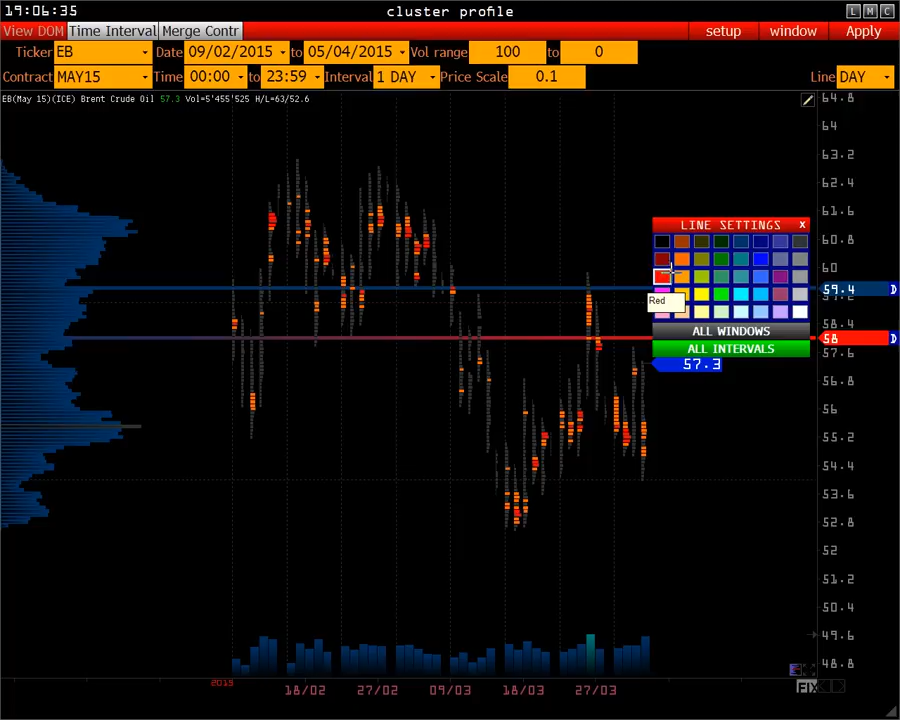 19:06:35 cluster profile L M C
View DOM Time Interval Merge Contr setup window Apply
Ticker EB Date 09/02/2015 to 05/04/2015 Vol range 100 to 0
Contract MAY15 Time 00:00 to 23:59 Interval 1 DAY Price Scale 0.1 Line DAY
EB(May 15)(ICE) Brent Crude Oil 57.3 Vol=5'455'525 H/L=63/52.6
64.8
64
63.2
62.4
61.6
LINE SETTINGS x
60.8
60
59.4 D
59.2
Red
58.4
ALL WINDOWS
58 D
ALL INTERVALS
57.6
57.3
56.8
56
55.2
54.4
53.6
52.8
52
51.2
50.4
49.6
48.8
2015
18/02 27/02 09/03 18/03 27/03
FIX